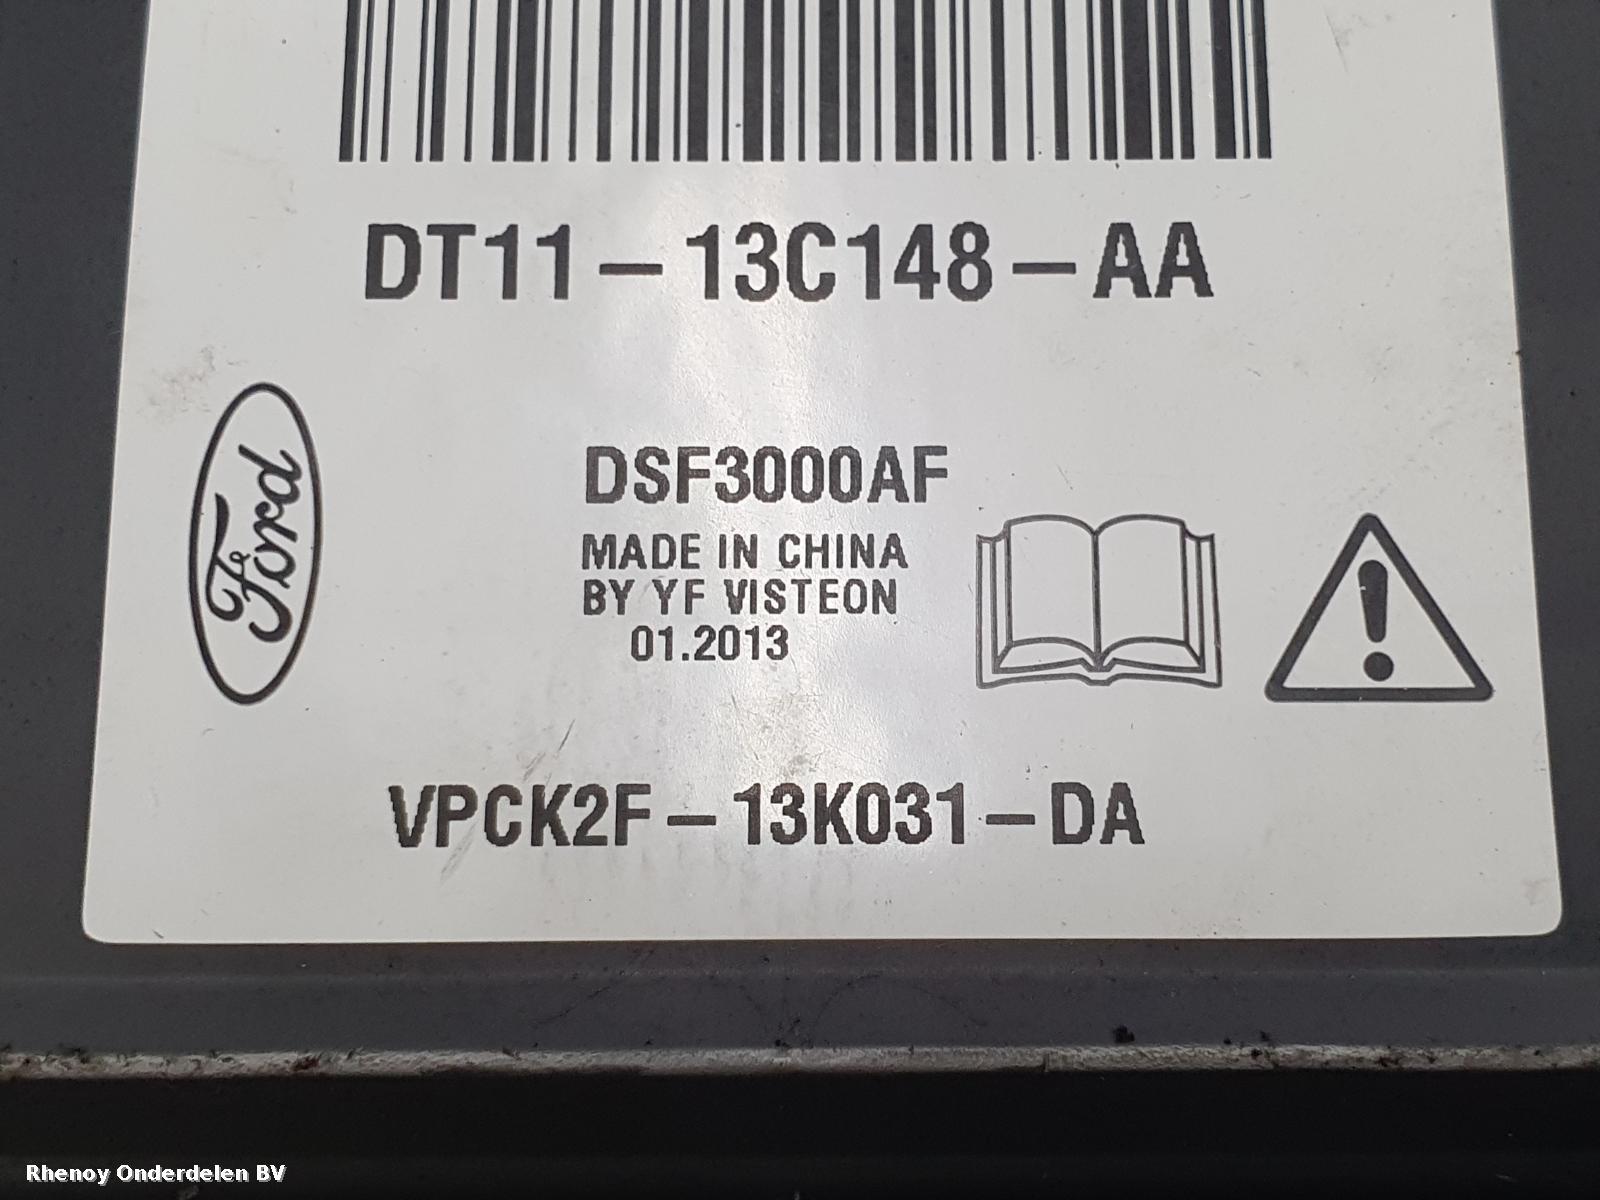 DT11-13C148-AA
Ford
DSF3000AF
MADE IN CHINA
BY YF VISTEON
01.2013
VPCK2F-13K031-DA
Rhenoy Onderdelen BV